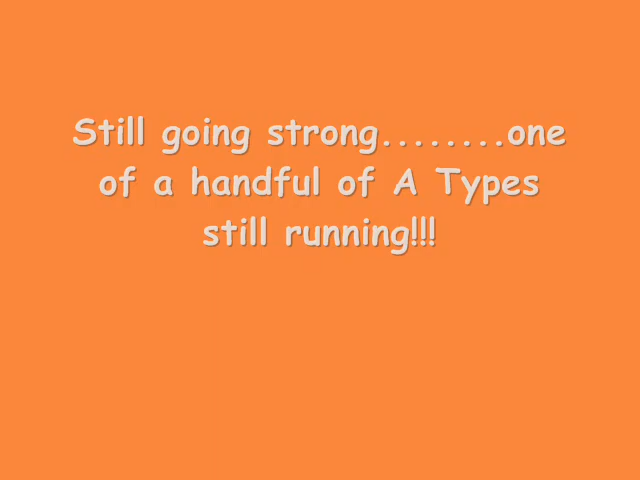 Still going strong........one
of a handful of A Types
still running!!!